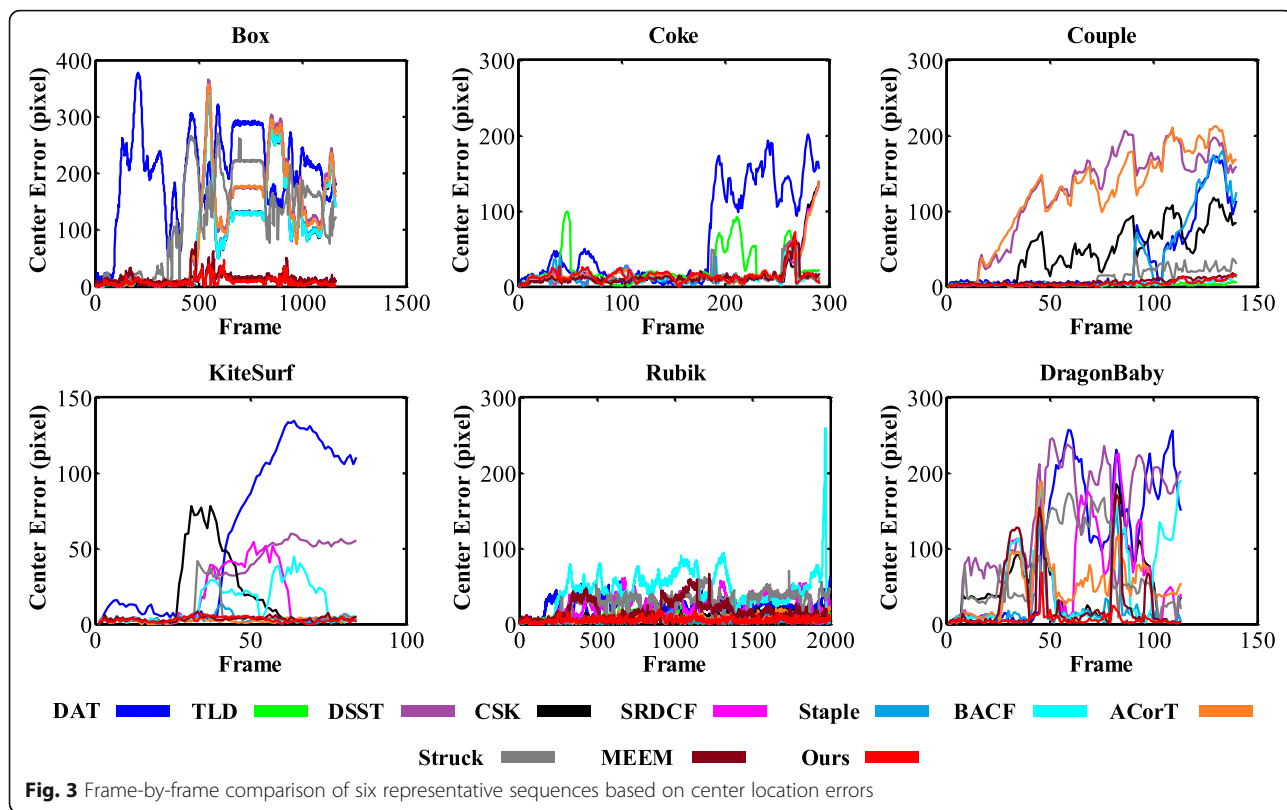 Box
Coke
Couple
400
300
200
100
0
0
500
1000
1500
Center Error (pixel)
Frame
300
200
100
0
0
100
200
290
Center Error (pixel)
Frame
300
200
100
0
0
50
100
150
Center Error (pixel)
Frame
KiteSurf
Rubik
DragonBaby
150
100
50
0
0
50
100
Center Error (pixel)
Frame
300
200
100
0
0
500
1000
1500
2000
Center Error (pixel)
Frame
300
200
100
0
0
50
100
150
Center Error (pixel)
Frame
DAT TLD DSST CSK SRDCF Staple BACF ACorT
Struck MEEM Ours
Fig. 3 Frame-by-frame comparison of six representative sequences based on center location errors